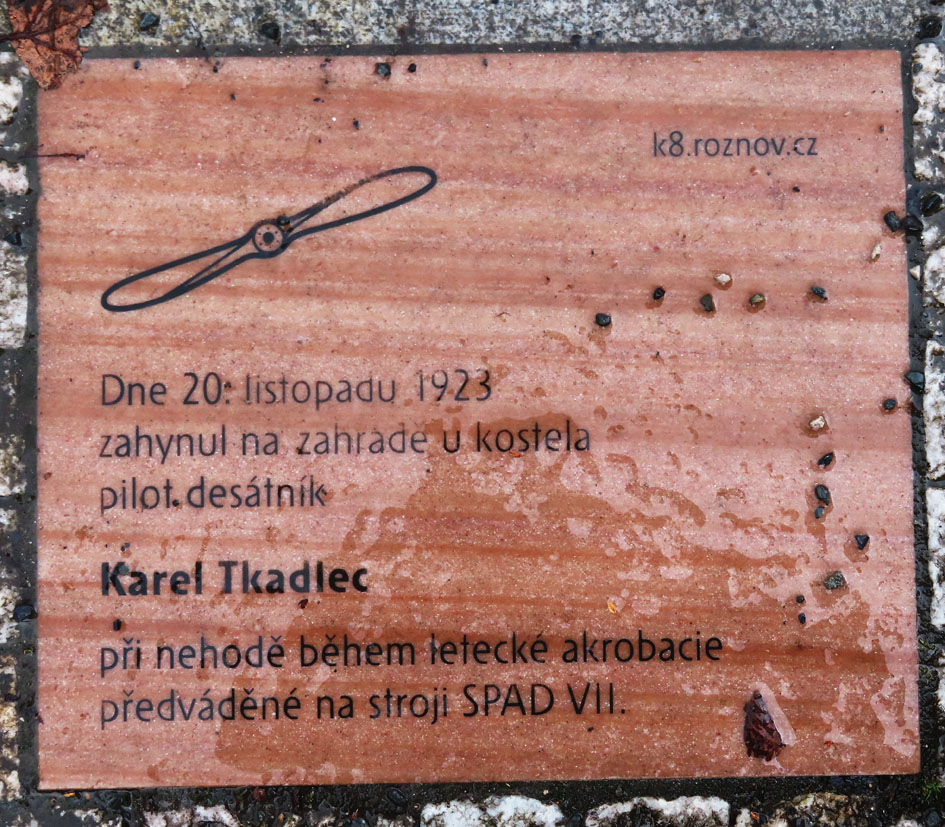 k8.roznov.cz
Dne 20. listopadu 1923
zahynul na zahradě u kostela
pilot desátník
Karel Tkadlec
při nehodě během letecké akrobacie
předváděné na stroji SPAD VII.